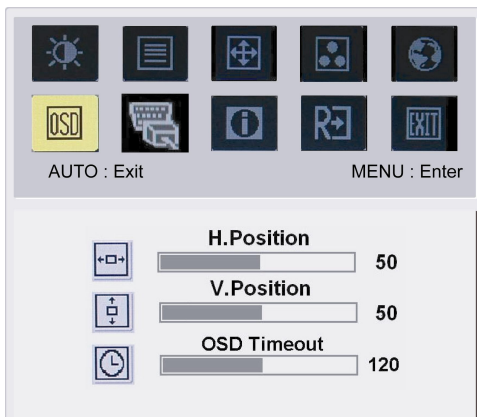 OSD
i
R
EXIT
AUTO : Exit MENU : Enter
H.Position
50
V.Position
50
OSD Timeout
120